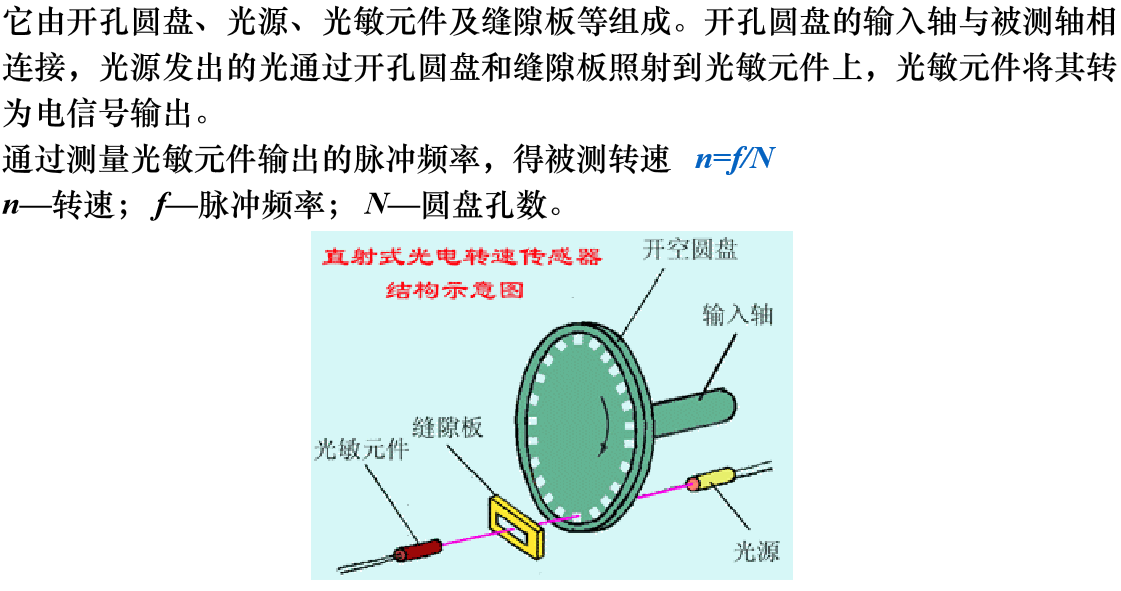 它由开孔圆盘、光源、光敏元件及缝隙板等组成。开孔圆盘的输入轴与被测轴相
连接，光源发出的光通过开孔圆盘和缝隙板照射到光敏元件上，光敏元件将其转
为电信号输出。
通过测量光敏元件输出的脉冲频率，得被测转速 n=f/N
n—转速；f—脉冲频率；N—圆盘孔数。
直射式光电转速传感器
结构示意图
开空圆盘
输入轴
缝隙板
光敏元件
光源